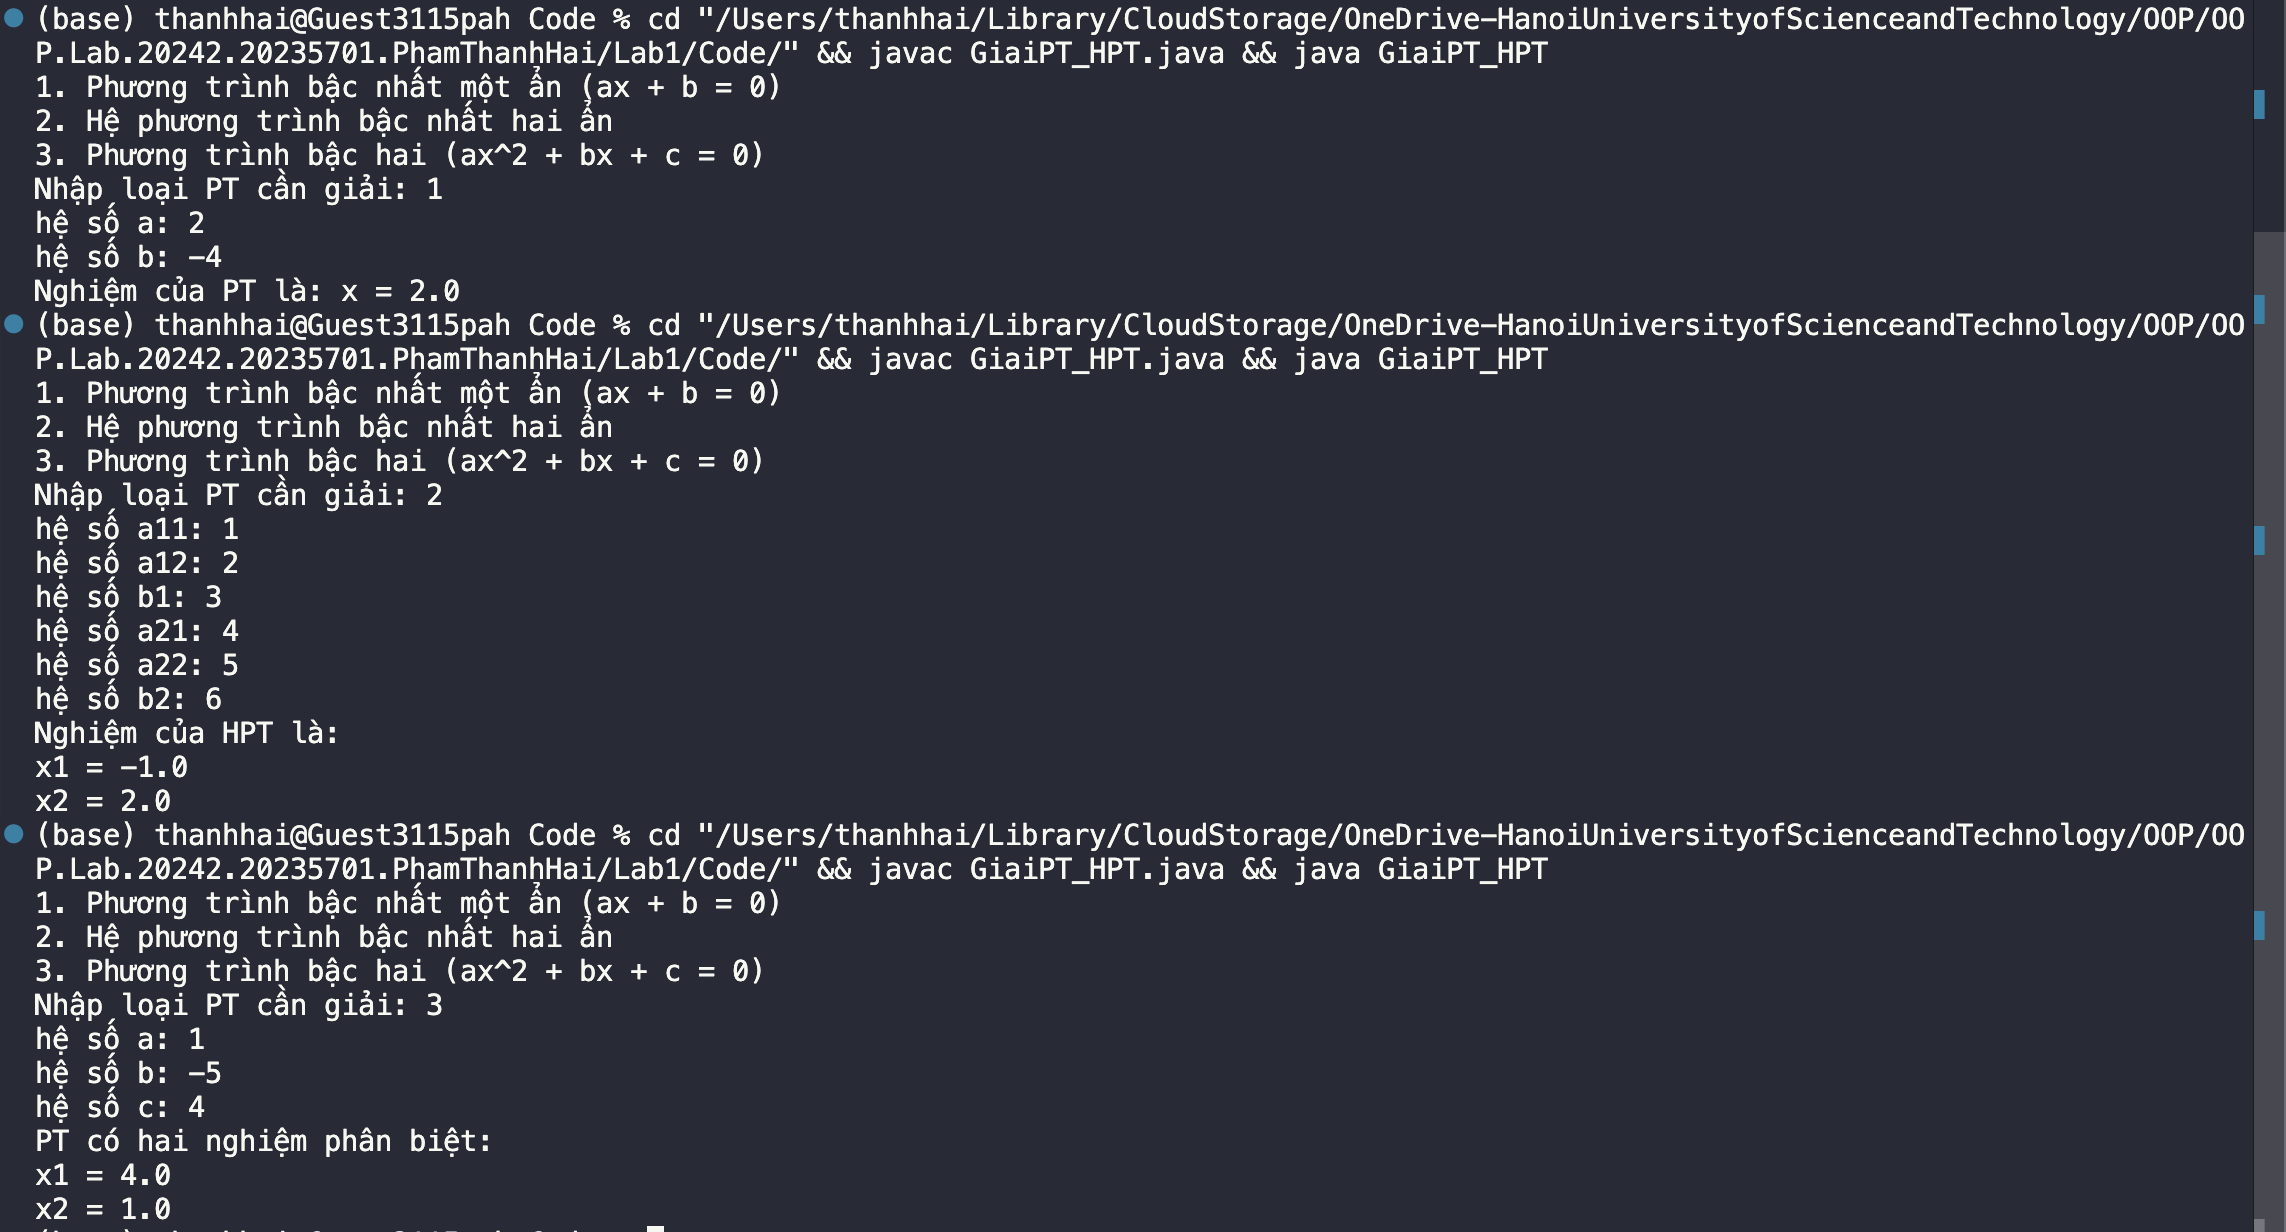 (base) thanhhai@Guest3115pah Code % cd "/Users/thanhhai/Library/CloudStorage/OneDrive-HanoiUniversityofScienceandTechnology/OOP/OO
P.Lab.20242.20235701.PhamThanhHai/Lab1/Code/" && javac GiaiPT_HPT.java && java GiaiPT_HPT
1. Phương trình bậc nhất một ẩn (ax + b = 0)
2. Hệ phương trình bậc nhất hai ẩn
3. Phương trình bậc hai (ax^2 + bx + c = 0)
Nhập loại PT cần giải: 1
hệ số a: 2
hệ số b: -4
Nghiệm của PT là: x = 2.0
(base) thanhhai@Guest3115pah Code % cd "/Users/thanhhai/Library/CloudStorage/OneDrive-HanoiUniversityofScienceandTechnology/OOP/OO
P.Lab.20242.20235701.PhamThanhHai/Lab1/Code/" && javac GiaiPT_HPT.java && java GiaiPT_HPT
1. Phương trình bậc nhất một ẩn (ax + b = 0)
2. Hệ phương trình bậc nhất hai ẩn
3. Phương trình bậc hai (ax^2 + bx + c = 0)
Nhập loại PT cần giải: 2
hệ số a11: 1
hệ số a12: 2
hệ số b1: 3
hệ số a21: 4
hệ số a22: 5
hệ số b2: 6
Nghiệm của HPT là:
x1 = -1.0
x2 = 2.0
(base) thanhhai@Guest3115pah Code % cd "/Users/thanhhai/Library/CloudStorage/OneDrive-HanoiUniversityofScienceandTechnology/OOP/OO
P.Lab.20242.20235701.PhamThanhHai/Lab1/Code/" && javac GiaiPT_HPT.java && java GiaiPT_HPT
1. Phương trình bậc nhất một ẩn (ax + b = 0)
2. Hệ phương trình bậc nhất hai ẩn
3. Phương trình bậc hai (ax^2 + bx + c = 0)
Nhập loại PT cần giải: 3
hệ số a: 1
hệ số b: -5
hệ số c: 4
PT có hai nghiệm phân biệt:
x1 = 4.0
x2 = 1.0